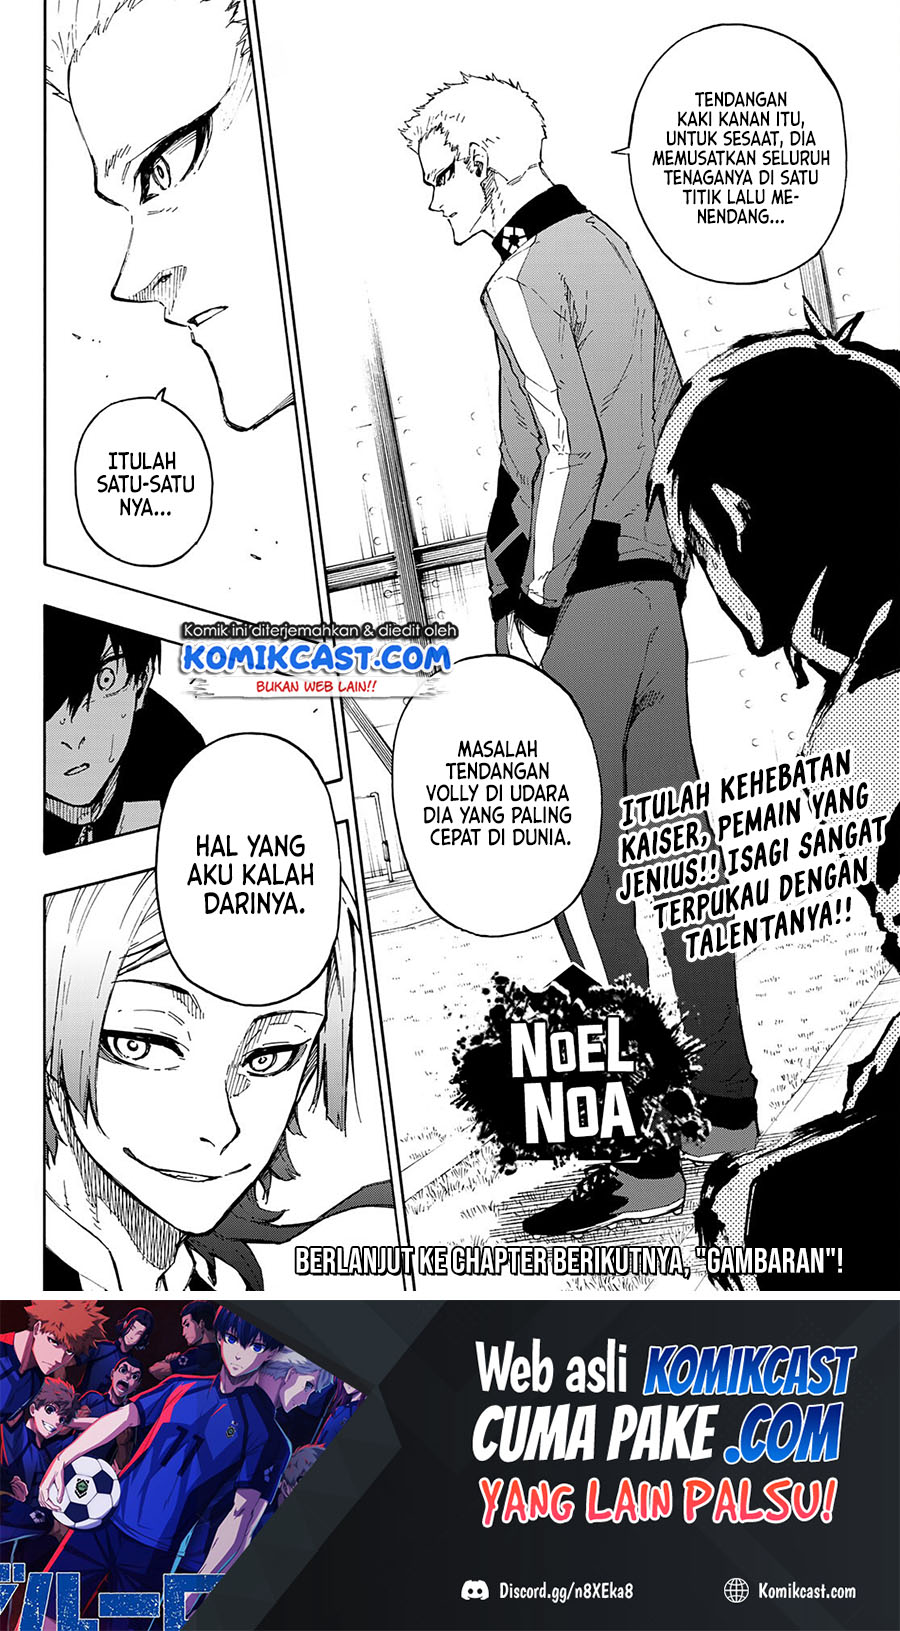 TENDANGAN
KAKI KANAN ITU,
UNTUK SESAAT, DIA
MEMUSATKAN SELURUH
TENAGANYA DI SATU
TITIK LALU ME-
NENDANG...
ITULAH
SATU-SATU
NYA...
Komik ini diterjemahkan & diedit oleh
KOMIKCAST.COM
BUKAN WEB LAIN!!
MASALAH
TENDANGAN
VOLLY DI UDARA
DIA YANG PALING
CEPAT DI DUNIA.
HAL YANG
AKU KALAH
DARINYA.
ITULAH KEHEBATAN
KAISER, PEMAIN YANG
JENIUS!! ISAGI SANGAT
TERPUKAU DENGAN
TALENTANYA!!
NOEL
NOA
BERLANJUT KE CHAPTER BERIKUTNYA, "GAMBARAN"!
Web asli KOMIKCAST
CUMA PAKE .COM
YANG LAIN PALSU!
Discord.gg/n8XEka8
Komikcast.com
ブルーロ